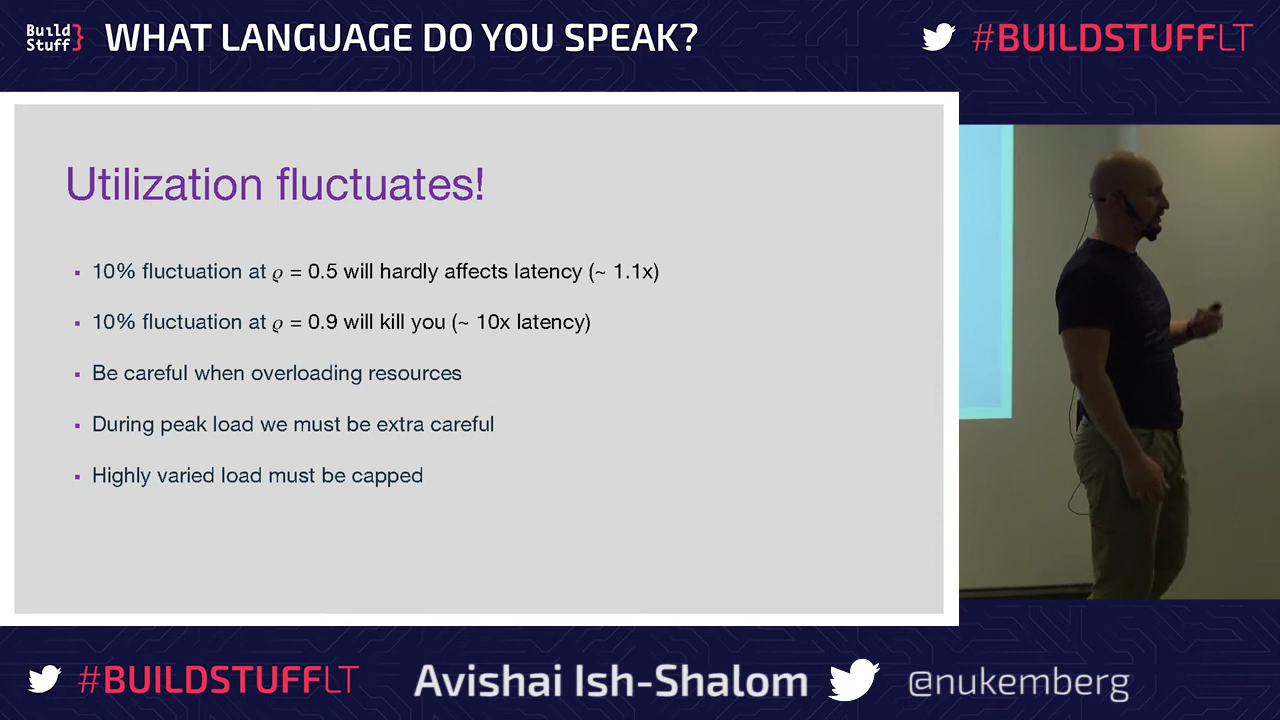 Build
Stuff}
WHAT LANGUAGE DO YOU SPEAK?
#BUILDSTUFFLT
Utilization fluctuates!
▪ 10% fluctuation at ϱ = 0.5 will hardly affects latency (~ 1.1x)
▪ 10% fluctuation at ϱ = 0.9 will kill you (~ 10x latency)
▪ Be careful when overloading resources
▪ During peak load we must be extra careful
▪ Highly varied load must be capped
#BUILDSTUFFLT
Avishai Ish-Shalom
@nukemberg